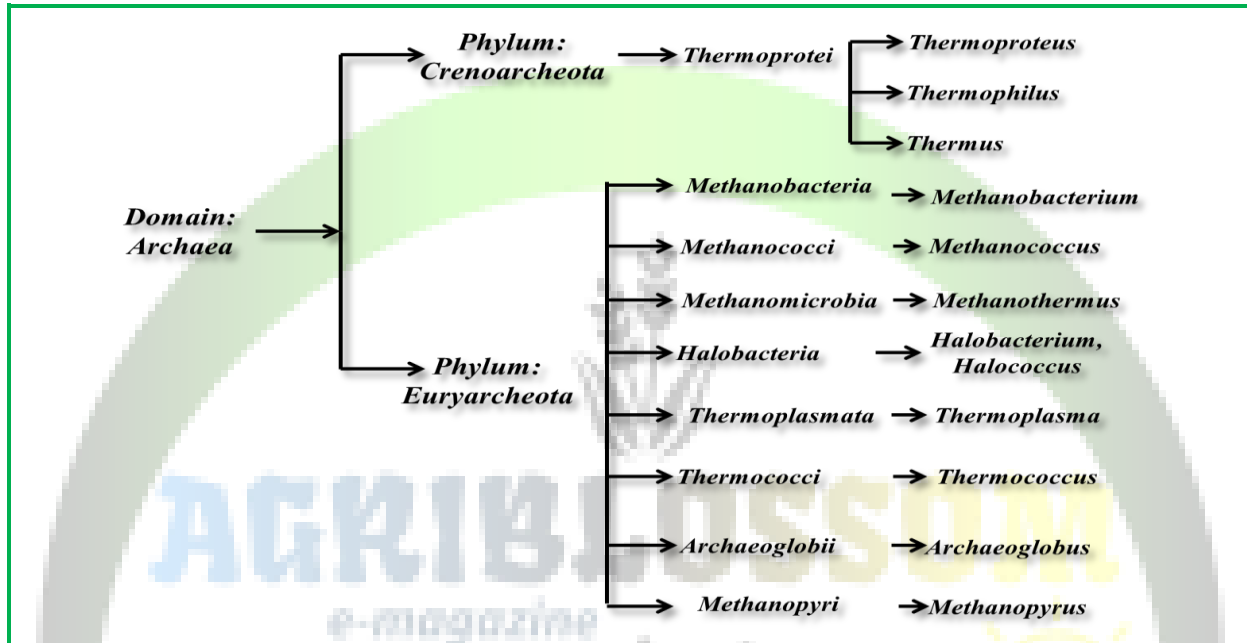 Domain:
Archaea
Phylum:
Crenoarcheota
Thermoprotei
Thermoproteus
Thermophilus
Thermus
Phylum:
Euryarcheota
Methanobacteria
Methanobacterium
Methanococci
Methanococcus
Methanomicrobia
Methanothermus
Halobacteria
Halobacterium,
Halococcus
Thermoplasmata
Thermoplasma
Thermococci
Thermococcus
Archaeoglobii
Archaeoglobus
Methanopyri
Methanopyrus
AGRIBLOSSOM
e-magazine